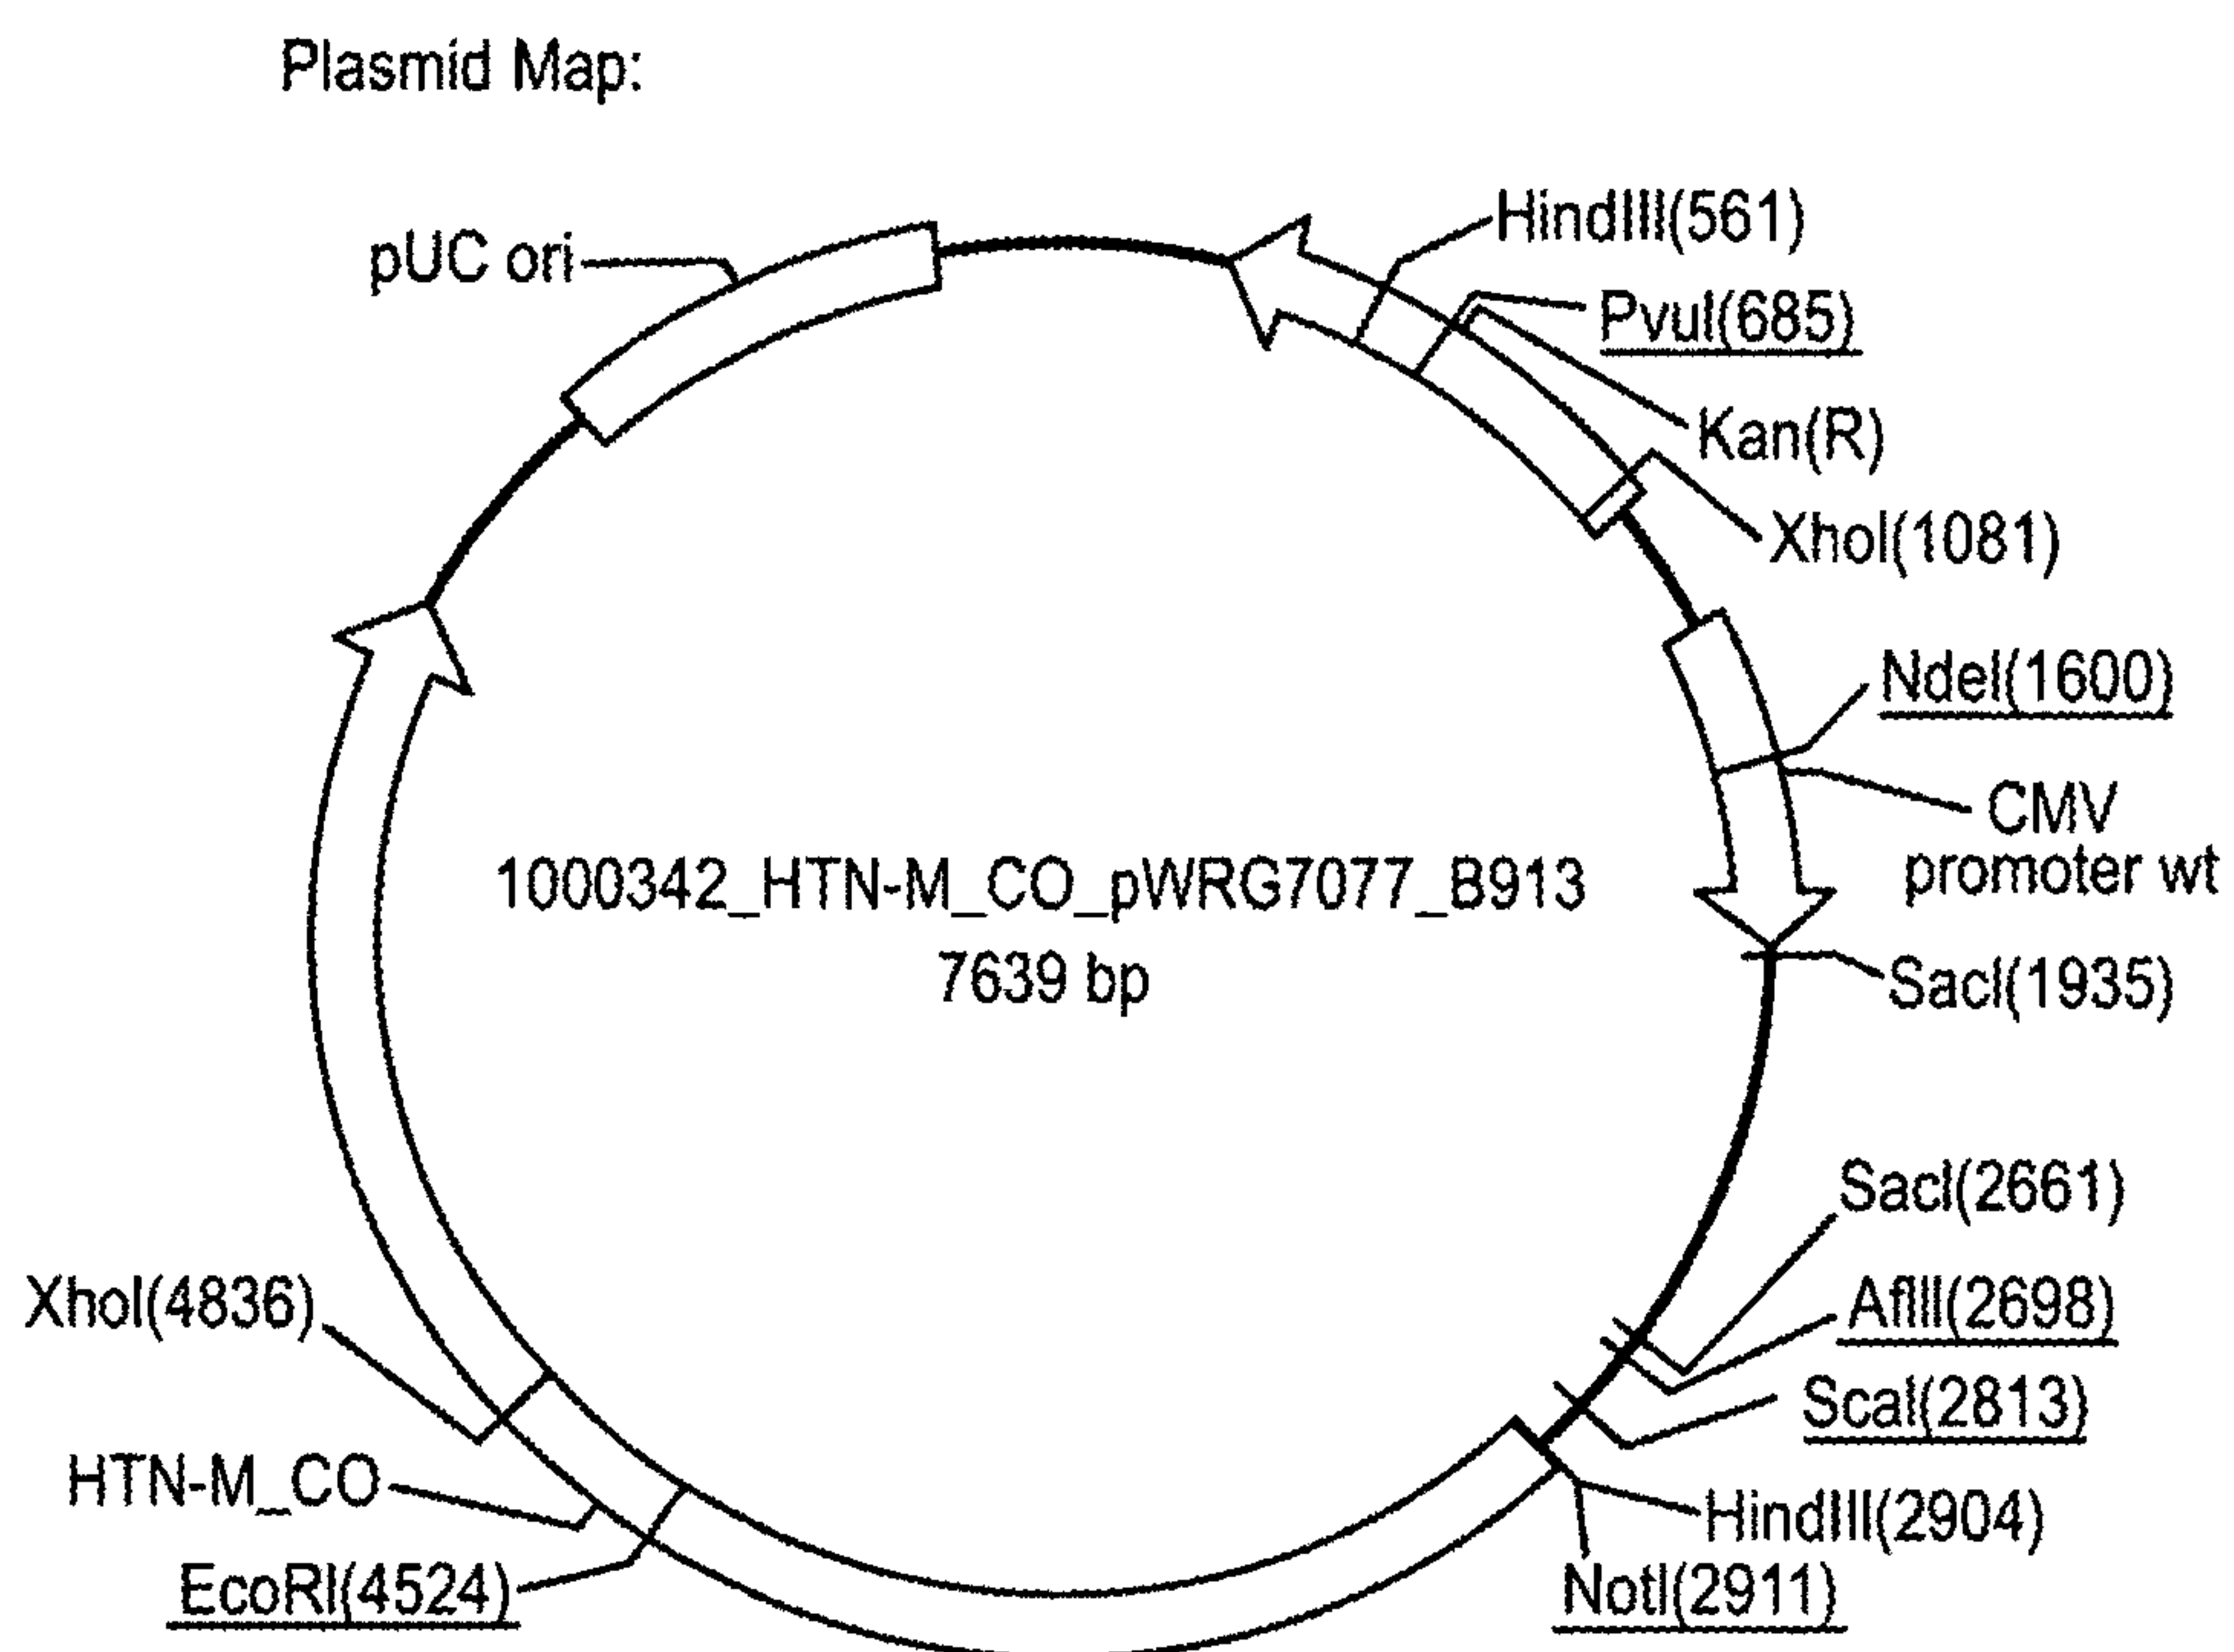 Plasmid Map:
pUC ori
HindIII(561)
PvuI(685)
Kan(R)
XhoI(1081)
NdeI(1600)
CMV
promoter wt
SacI(1935)
1000342_HTN-M_CO_pWRG7077_B913
7639 bp
SacI(2661)
AflII(2698)
ScaI(2813)
HindIII(2904)
NotI(2911)
XhoI(4836)
HTN-M_CO
EcoRI(4524)